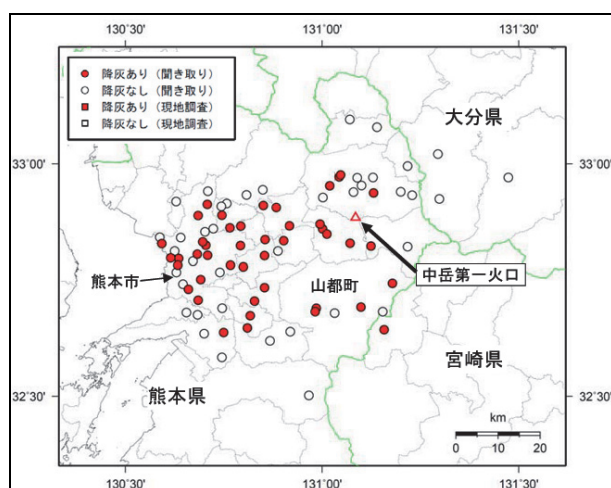 130°30' 131°00' 131°30'
降灰あり（聞き取り）
降灰なし（聞き取り）
降灰あり（現地調査）
降灰なし（現地調査）
大分県
33°00' 33°00'
熊本市
山都町
中岳第一火口
宮崎県
熊本県
32°30' 32°30'
km
0 10 20
130°30' 131°00' 131°30'